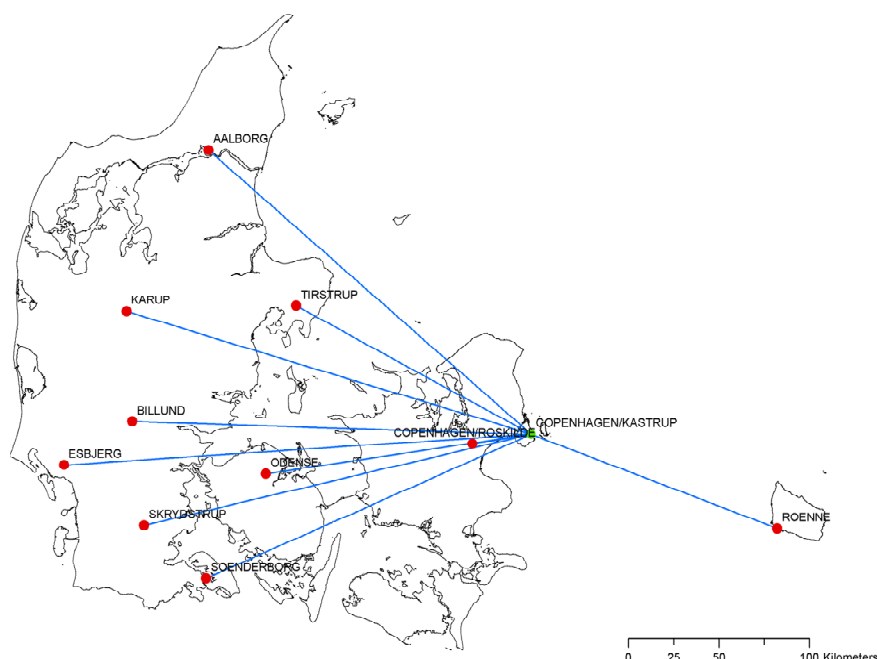 AALBORG
TIRSTRUP
KARUP
BILLUND
COPENHAGEN/KASTRUP
COPENHAGEN/ROSKILDE
ESBJERG
ODENSE
SKRYDSTRUP
ROENNE
SOENDERBORG
0 25 50 100 Kilometers